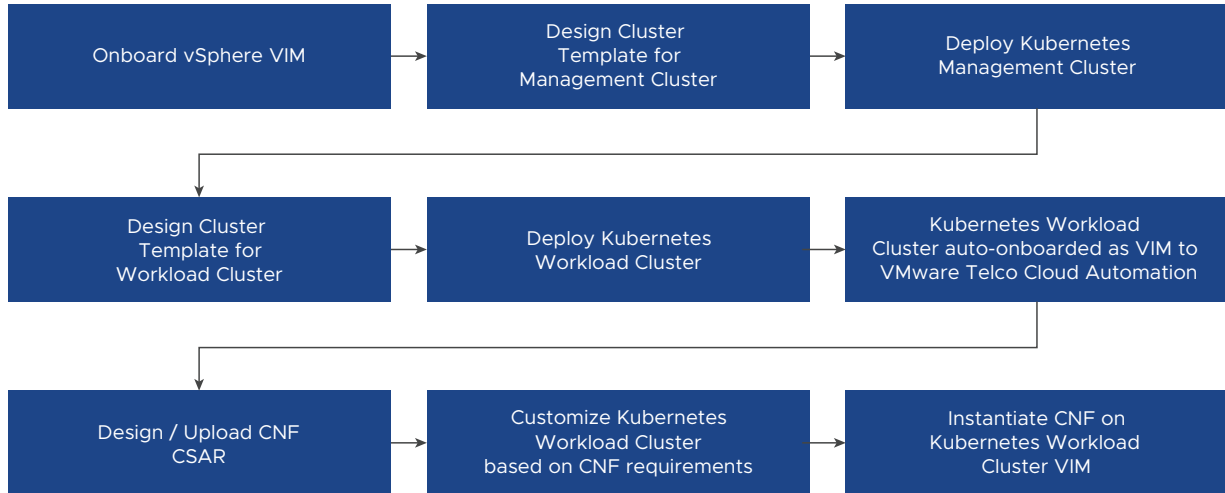 Onboard vSphere VIM
Design Cluster
Template for
Management Cluster
Deploy Kubernetes
Management Cluster
Design Cluster
Template for
Workload Cluster
Deploy Kubernetes
Workload Cluster
Kubernetes Workload
Cluster auto-onboarded as VIM to
VMware Telco Cloud Automation
Design / Upload CNF
CSAR
Customize Kubernetes
Workload Cluster
based on CNF requirements
Instantiate CNF on
Kubernetes Workload
Cluster VIM